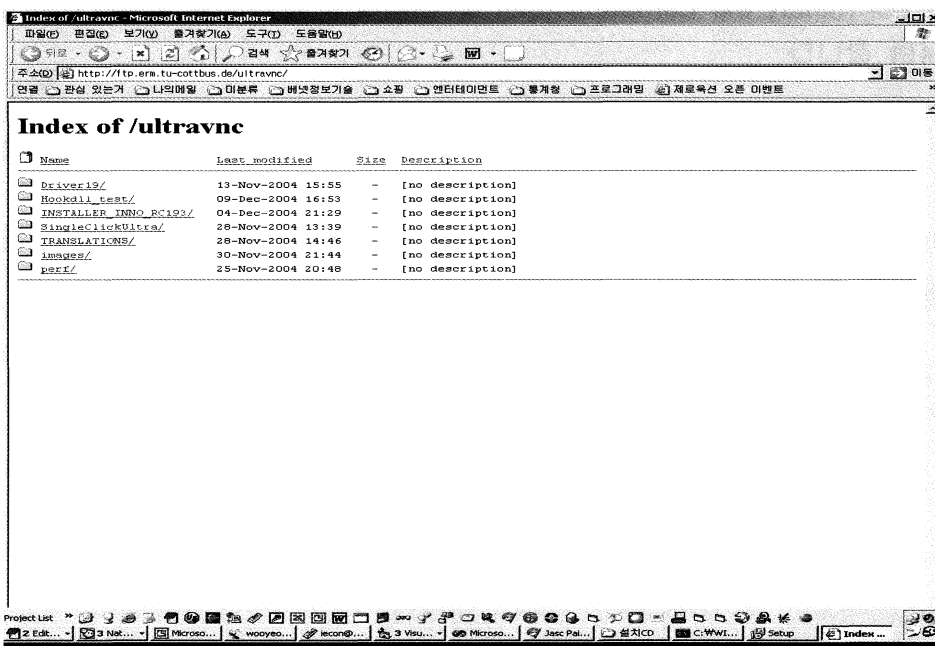 Index of /ultravnc - Microsoft Internet Explorer
파일(F) 편집(E) 보기(V) 즐겨찾기(A) 도구(T) 도움말(H)
뒤로 검색 즐겨찾기
주소(D) http://ftp.erm.tu-cottbus.de/ultravnc/ 이동
연결 관심 있는거 나의메일 미분류 버넷정보기술 쇼핑 엔터테이먼트 통계청 프로그래밍 제로옥션 오픈 이벤트
Index of /ultravnc
Name Last modified Size Description
Driver19/ 13-Nov-2004 15:55 - [no description]
Hookdll_test/ 09-Dec-2004 16:53 - [no description]
INSTALLER_INNO_RC193/ 04-Dec-2004 21:29 - [no description]
SingleClickUltra/ 28-Nov-2004 13:39 - [no description]
TRANSLATIONS/ 28-Nov-2004 14:46 - [no description]
images/ 30-Nov-2004 21:44 - [no description]
perf/ 25-Nov-2004 20:48 - [no description]
Project List »
2 Edit... 3 Nat... Microso... wooyeo... iecon@... 3 Visu... Microso... Jasc Pai... 설치CD C:₩WI... Setup Index ...